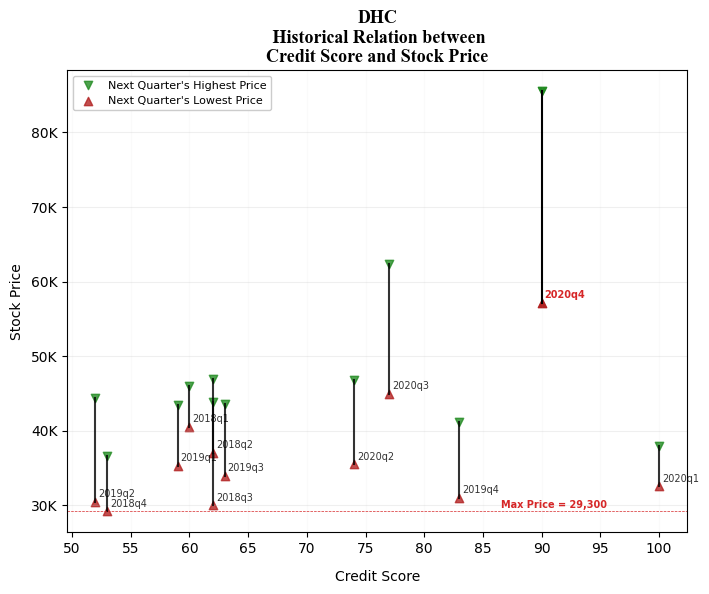 DHC
Historical Relation between
Credit Score and Stock Price
Next Quarter's Highest Price
Next Quarter's Lowest Price
Stock Price
80K
70K
60K
50K
40K
30K
2020q4
2020q3
2018q1
2018q2
2019q1
2019q3
2020q2
2019q2
2018q4
2018q3
2019q4
2020q1
Max Price = 29,300
50 55 60 65 70 75 80 85 90 95 100
Credit Score